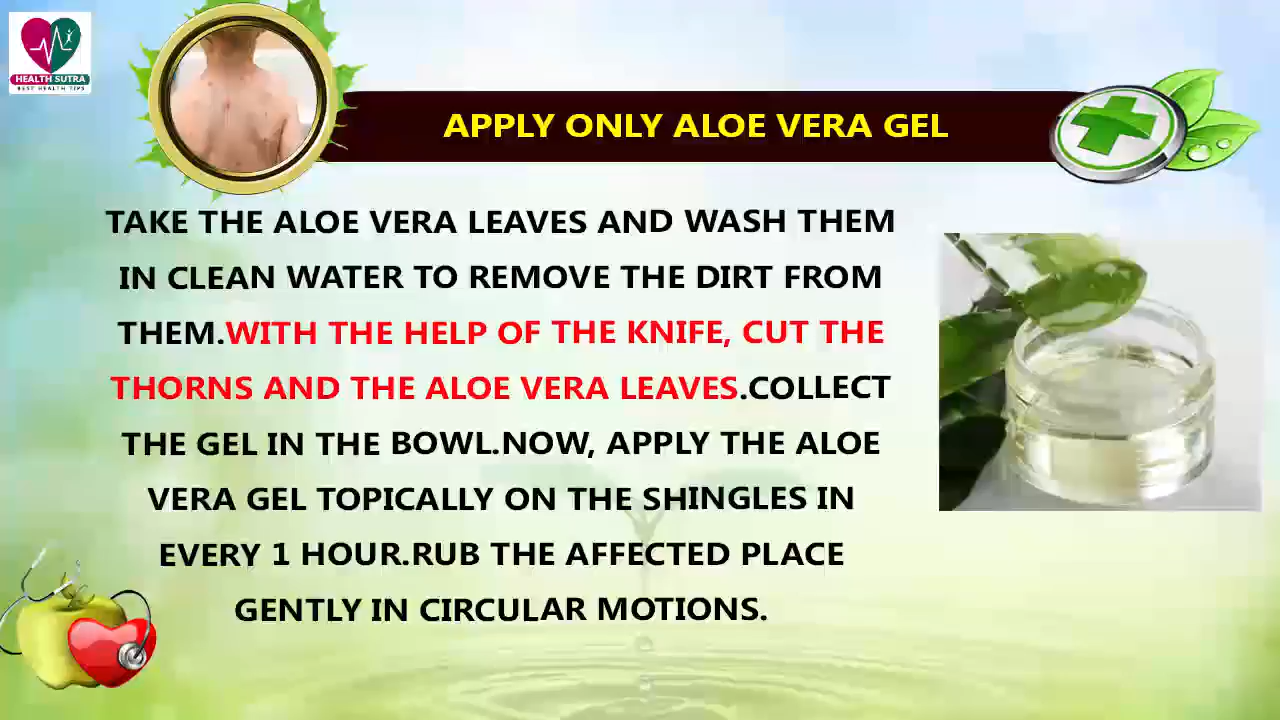 HEALTH SUTRA
BEST HEALTH TIPS
APPLY ONLY ALOE VERA GEL
TAKE THE ALOE VERA LEAVES AND WASH THEM
IN CLEAN WATER TO REMOVE THE DIRT FROM
THEM.WITH THE HELP OF THE KNIFE, CUT THE
THORNS AND THE ALOE VERA LEAVES.COLLECT
THE GEL IN THE BOWL.NOW, APPLY THE ALOE
VERA GEL TOPICALLY ON THE SHINGLES IN
EVERY 1 HOUR.RUB THE AFFECTED PLACE
GENTLY IN CIRCULAR MOTIONS.